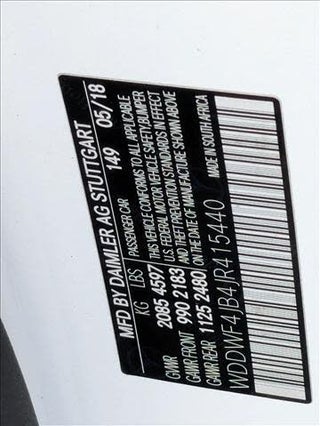 MFD BY DAIMLER AG STUTTGART
PASSENGER CAR 149 05/18
KG LBS THIS VEHICLE CONFORMS TO ALL APPLICABLE
GVWR 2085 4597 U.S. FEDERAL MOTOR VEHICLE SAFETY, BUMPER
GAWR FRONT 990 2183 AND THEFT PREVENTION STANDARDS IN EFFECT
GAWR REAR 1125 2480 ON THE DATE OF MANUFACTURE SHOWN ABOVE
WDDWF4JB4JR415440 MADE IN SOUTH AFRICA